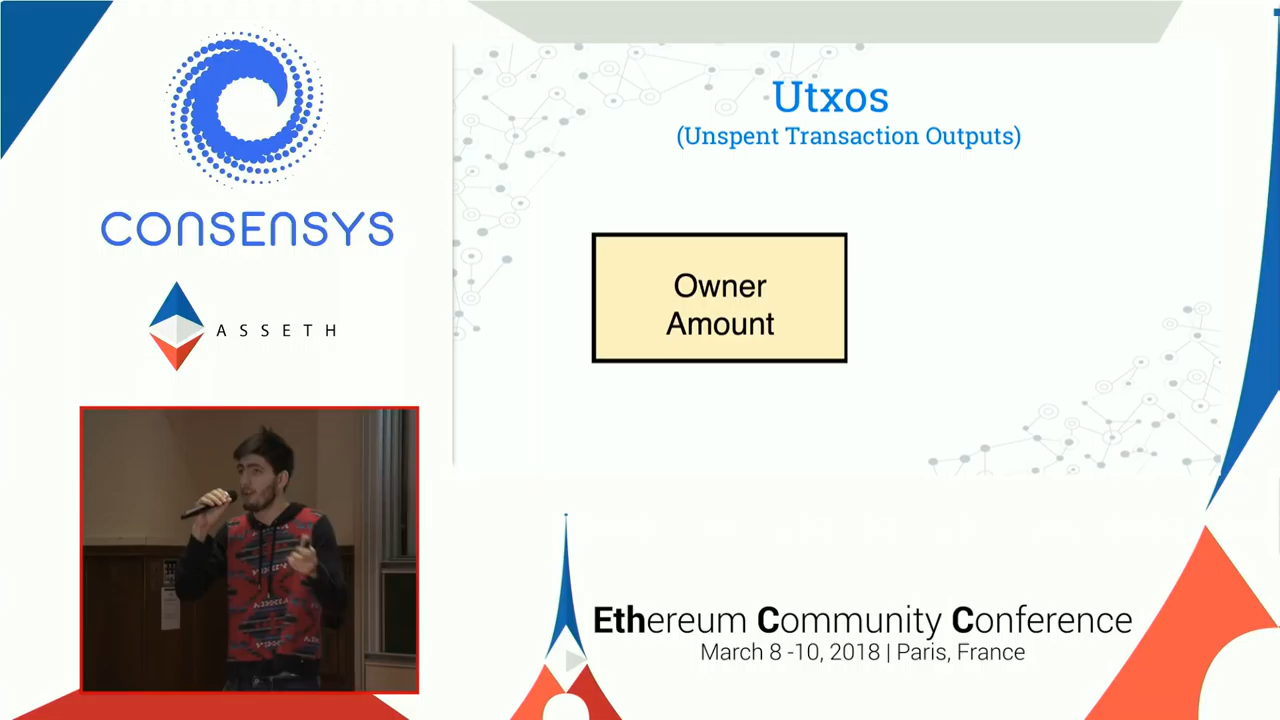 CONSENSYS
ASSETH
Utxos
(Unspent Transaction Outputs)
Owner
Amount
Ethereum Community Conference
March 8 -10, 2018 | Paris, France